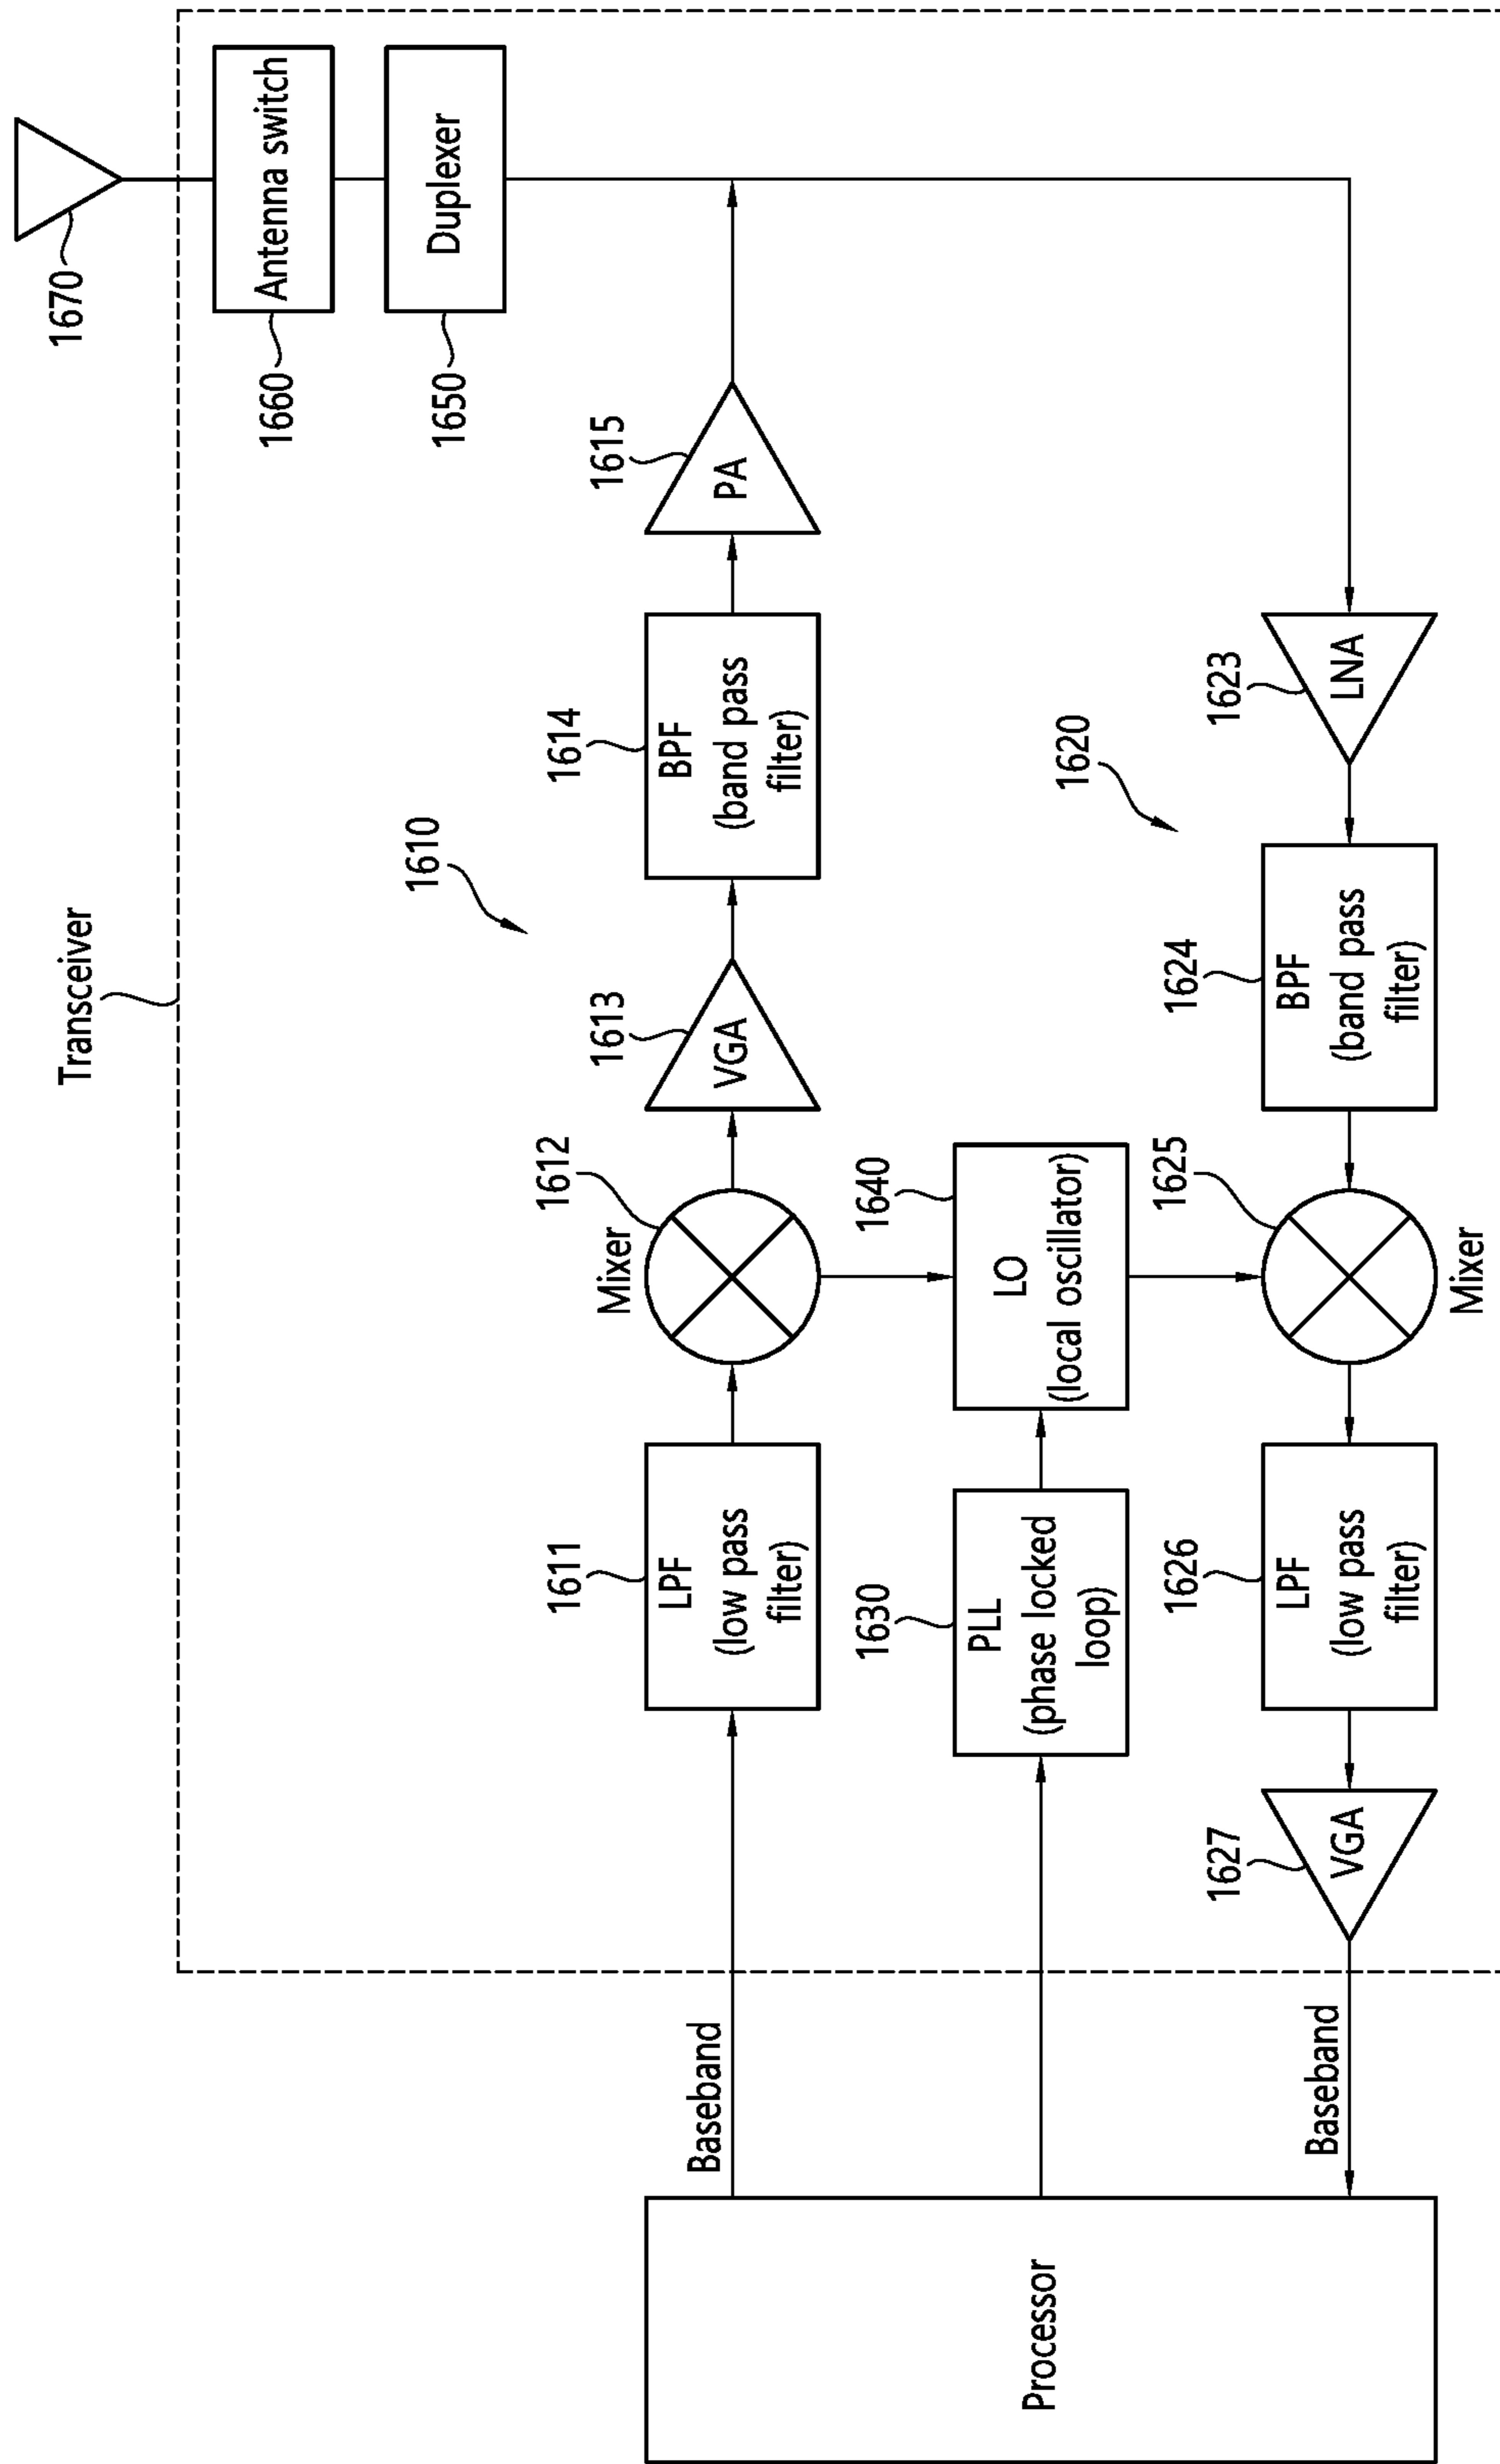 Transceiver
1670
Antenna switch
1660
Duplexer
1650
1610
Mixer
1612
1611
LPF
(low pass
filter)
1613
VGA
1614
BPF
(band pass
filter)
1615
PA
Baseband
Processor
1630
PLL
(phase locked
loop)
1640
LO
(local oscillator)
1620
Baseband
1627
VGA
1626
LPF
(low pass
filter)
1625
Mixer
1624
BPF
(band pass
filter)
1623
LNA